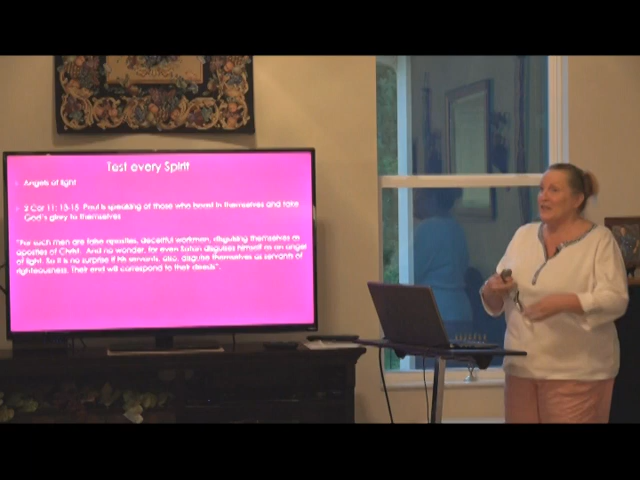 Test every Spirit
Angels of light
2 Cor 11: 13-15 Paul is speaking of those who boast in themselves and take
God's glory to themselves
"For such men are false apostles, deceitful workmen, disguising themselves as
apostles of Christ. And no wonder, for even Satan disguises himself as an angel
of light. So it is no surprise if his servants, also, disguise themselves as servants of
righteousness. Their end will correspond to their deeds".